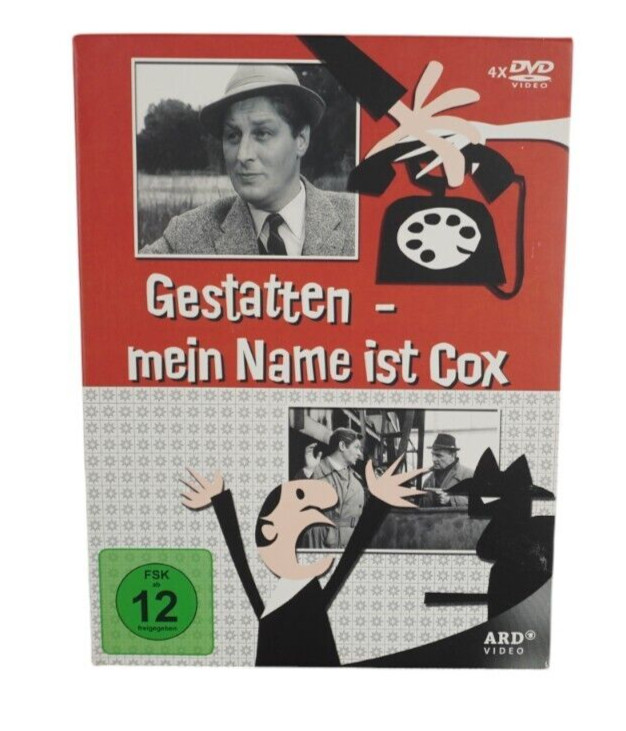 4X DVD
VIDEO
Gestatten -
mein Name ist Cox
FSK
ab
12
freigegeben
ARD
VIDEO